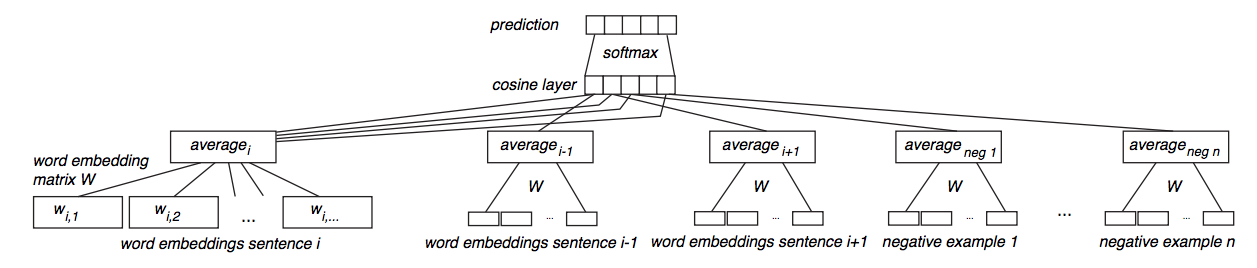 prediction
softmax
cosine layer
average i
average i-1
average i+1
average neg 1
average neg n
word embedding
matrix W
W
W
W
W
w i,1
w i,2
...
w i,...
...
...
...
...
...
word embeddings sentence i
word embeddings sentence i-1
word embeddings sentence i+1
negative example 1
negative example n